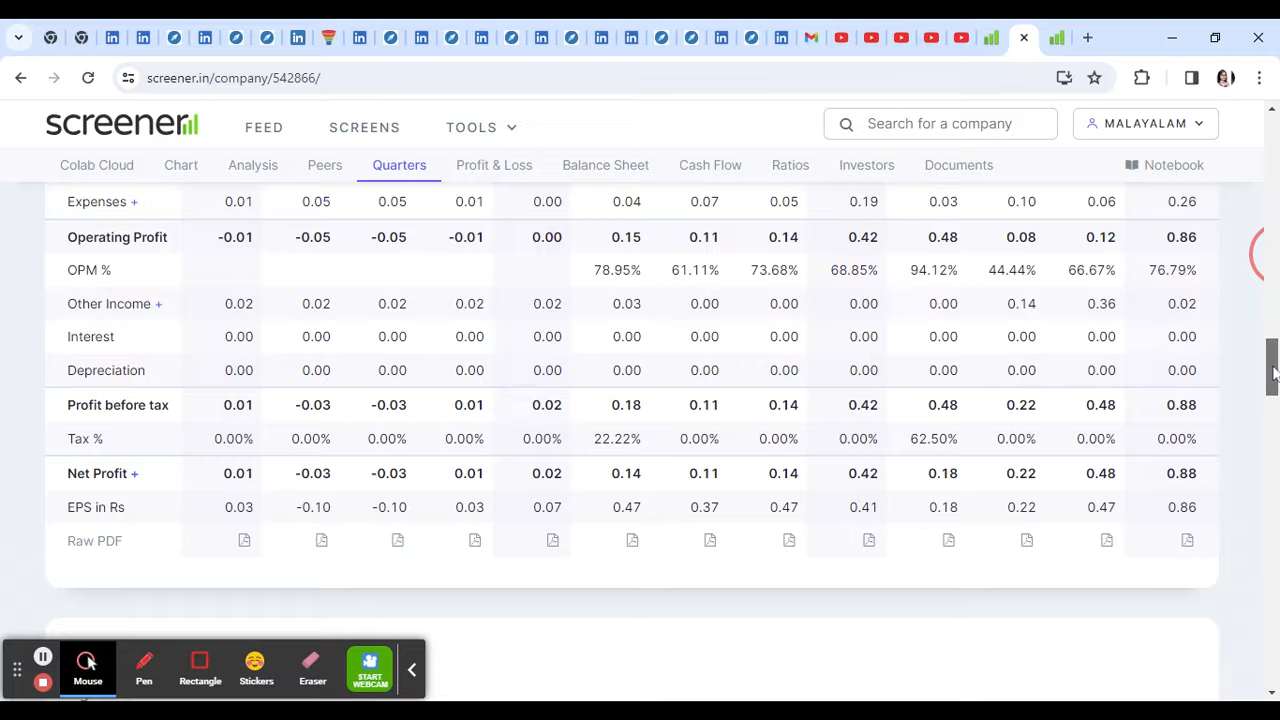 screener.in/company/542866/
screener
FEED
SCREENS
TOOLS
Search for a company
MALAYALAM
Colab Cloud Chart Analysis Peers Quarters Profit & Loss Balance Sheet Cash Flow Ratios Investors Documents Notebook
Expenses + 0.01 0.05 0.05 0.01 0.00 0.04 0.07 0.05 0.19 0.03 0.10 0.06 0.26
Operating Profit -0.01 -0.05 -0.05 -0.01 0.00 0.15 0.11 0.14 0.42 0.48 0.08 0.12 0.86
OPM % 78.95% 61.11% 73.68% 68.85% 94.12% 44.44% 66.67% 76.79%
Other Income + 0.02 0.02 0.02 0.02 0.02 0.03 0.00 0.00 0.00 0.00 0.14 0.36 0.02
Interest 0.00 0.00 0.00 0.00 0.00 0.00 0.00 0.00 0.00 0.00 0.00 0.00 0.00
Depreciation 0.00 0.00 0.00 0.00 0.00 0.00 0.00 0.00 0.00 0.00 0.00 0.00 0.00
Profit before tax 0.01 -0.03 -0.03 0.01 0.02 0.18 0.11 0.14 0.42 0.48 0.22 0.48 0.88
Tax % 0.00% 0.00% 0.00% 0.00% 0.00% 22.22% 0.00% 0.00% 0.00% 62.50% 0.00% 0.00% 0.00%
Net Profit + 0.01 -0.03 -0.03 0.01 0.02 0.14 0.11 0.14 0.42 0.18 0.22 0.48 0.88
EPS in Rs 0.03 -0.10 -0.10 0.03 0.07 0.47 0.37 0.47 0.41 0.18 0.22 0.47 0.86
Raw PDF
Mouse Pen Rectangle Stickers Eraser START
WEBCAM